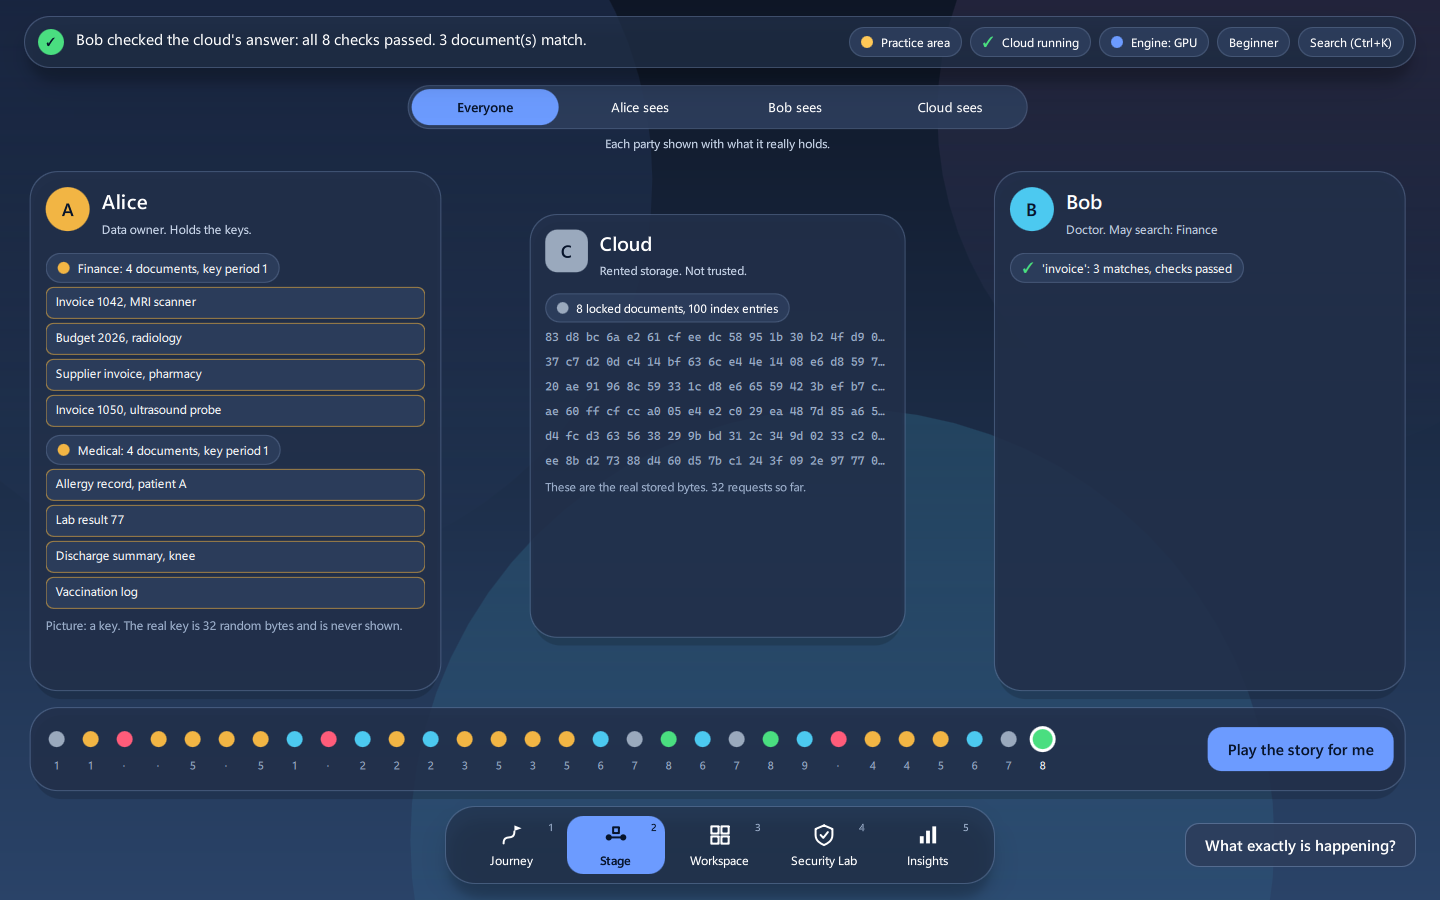 ✓ Bob checked the cloud's answer: all 8 checks passed. 3 document(s) match.
Practice area
✓ Cloud running
Engine: GPU
Beginner
Search (Ctrl+K)
Everyone
Alice sees
Bob sees
Cloud sees
Each party shown with what it really holds.
A
Alice
Data owner. Holds the keys.
Finance: 4 documents, key period 1
Invoice 1042, MRI scanner
Budget 2026, radiology
Supplier invoice, pharmacy
Invoice 1050, ultrasound probe
Medical: 4 documents, key period 1
Allergy record, patient A
Lab result 77
Discharge summary, knee
Vaccination log
Picture: a key. The real key is 32 random bytes and is never shown.
C
Cloud
Rented storage. Not trusted.
8 locked documents, 100 index entries
83 d8 bc 6a e2 61 cf ee dc 58 95 1b 30 b2 4f d9 0…
37 c7 d2 0d c4 14 bf 63 6c e4 4e 14 08 e6 d8 59 7…
20 ae 91 96 8c 59 33 1c d8 e6 65 59 42 3b ef b7 c…
ae 60 ff cf cc a0 05 e4 e2 c0 29 ea 48 7d 85 a6 5…
d4 fc d3 63 56 38 29 9b bd 31 2c 34 9d 02 33 c2 0…
ee 8b d2 73 88 d4 60 d5 7b c1 24 3f 09 2e 97 77 0…
These are the real stored bytes. 32 requests so far.
B
Bob
Doctor. May search: Finance
✓ 'invoice': 3 matches, checks passed
1 1 · · 5 · 5 1 · 2 2 2 3 5 3 5 6 7 8 6 7 8 9 · 4 4 5 6 7 8
Play the story for me
Journey 1
Stage 2
Workspace 3
Security Lab 4
Insights 5
What exactly is happening?